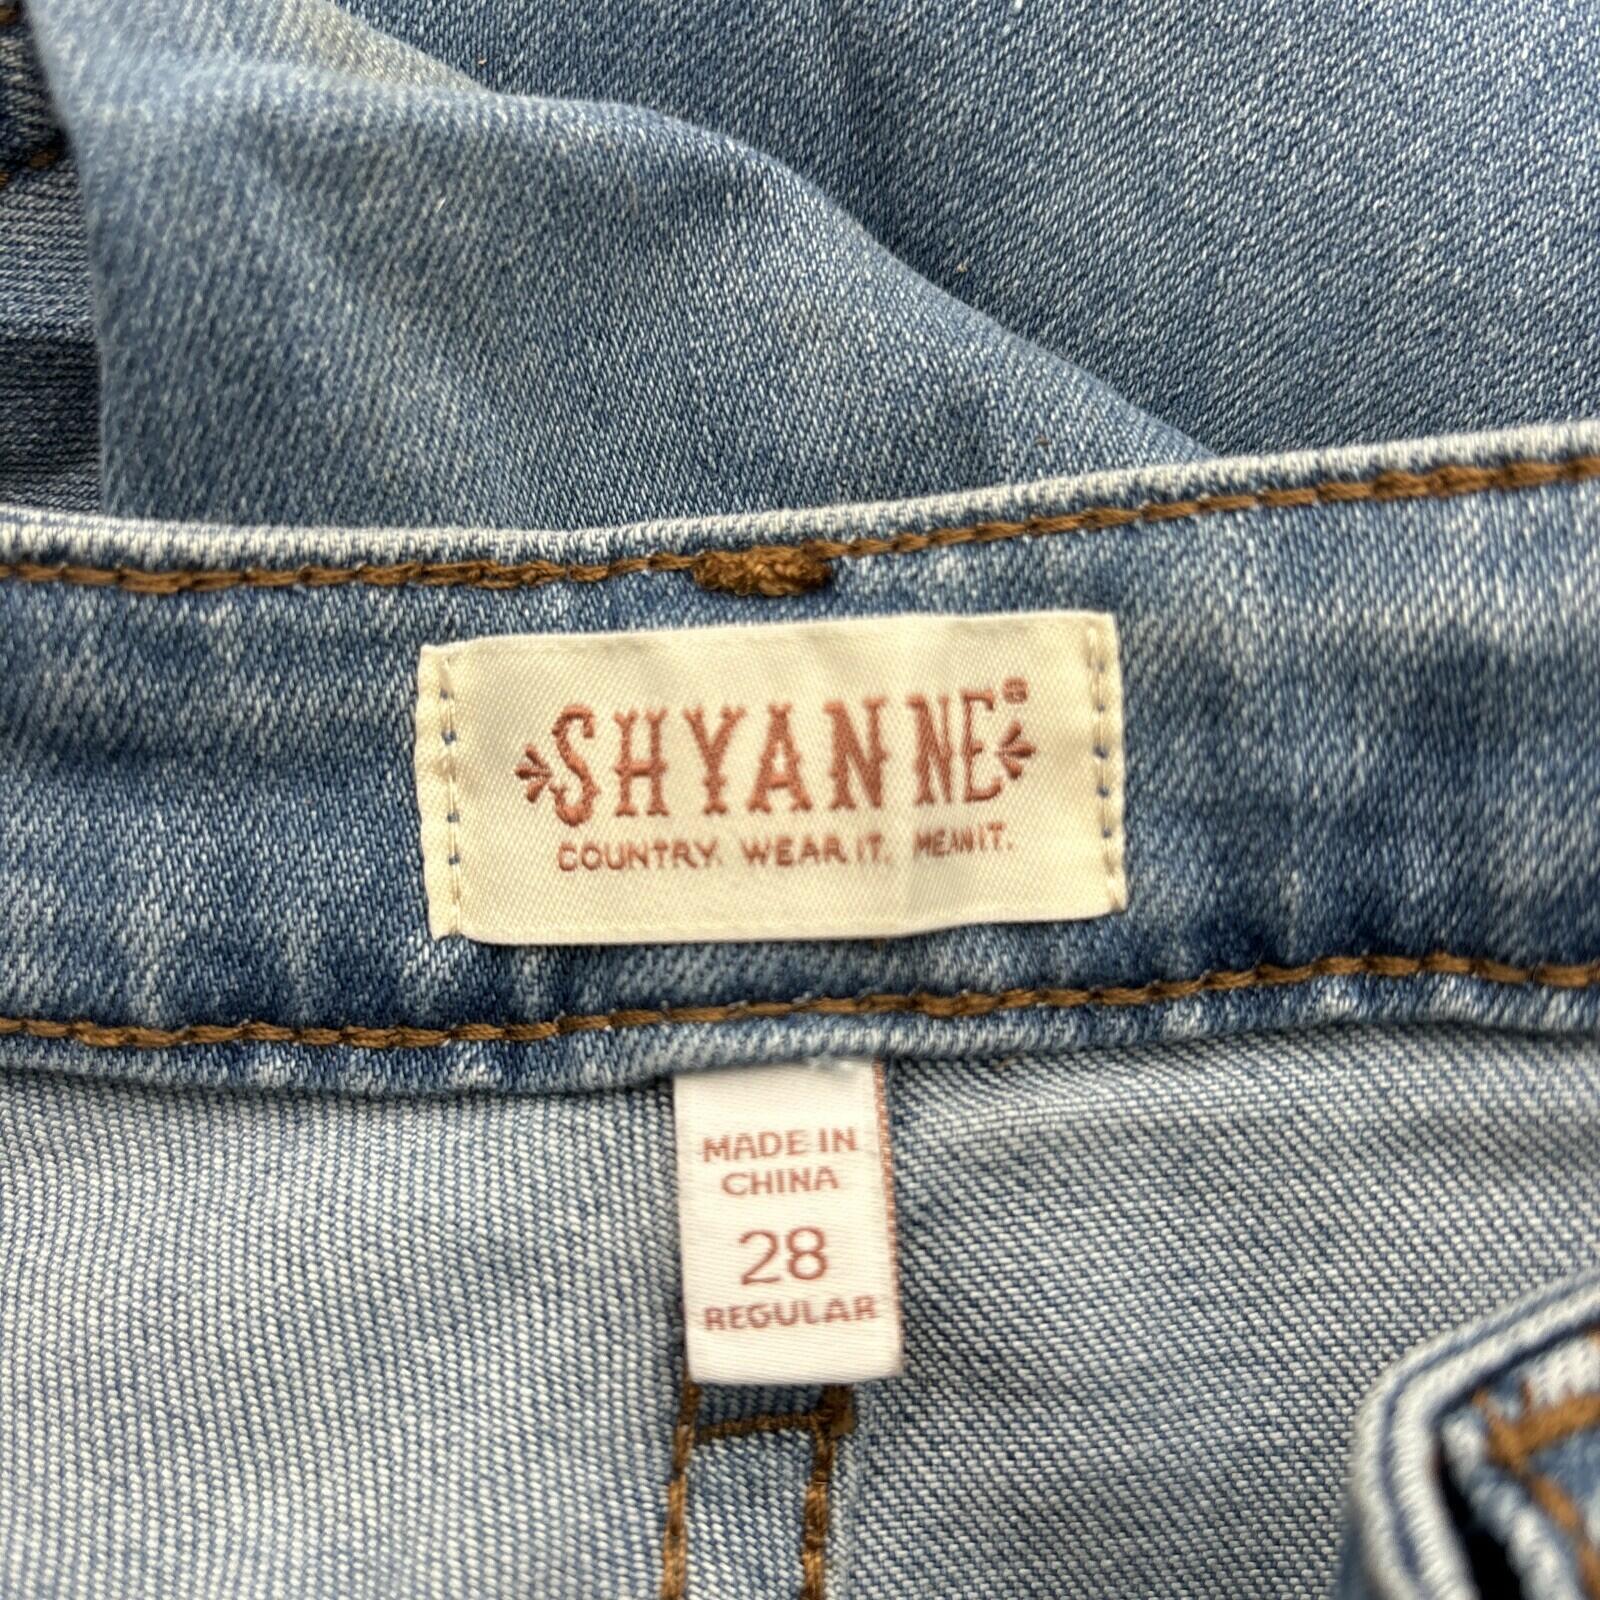 SHYANNE®
COUNTRY. WEAR IT. MEAN IT.
MADE IN
CHINA
28
REGULAR